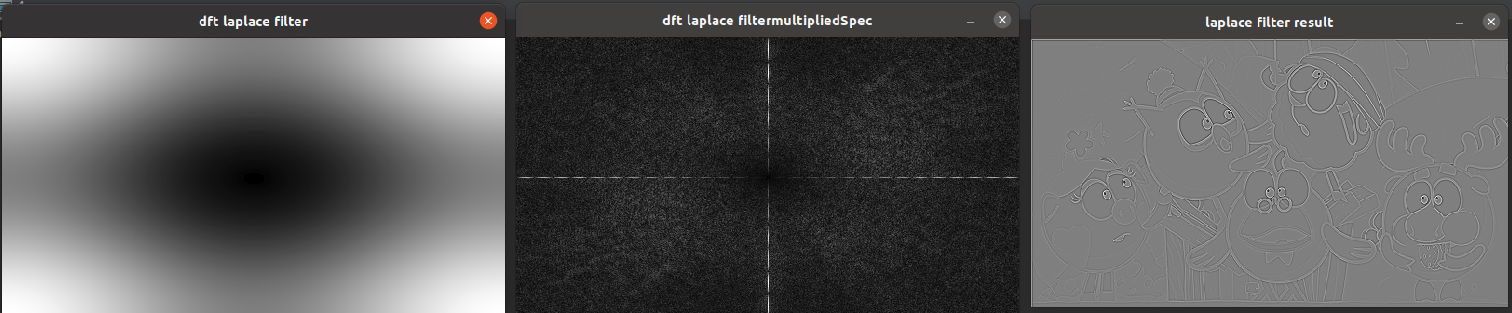 dft laplace filter
dft laplace filtermultipliedSpec
laplace filter result